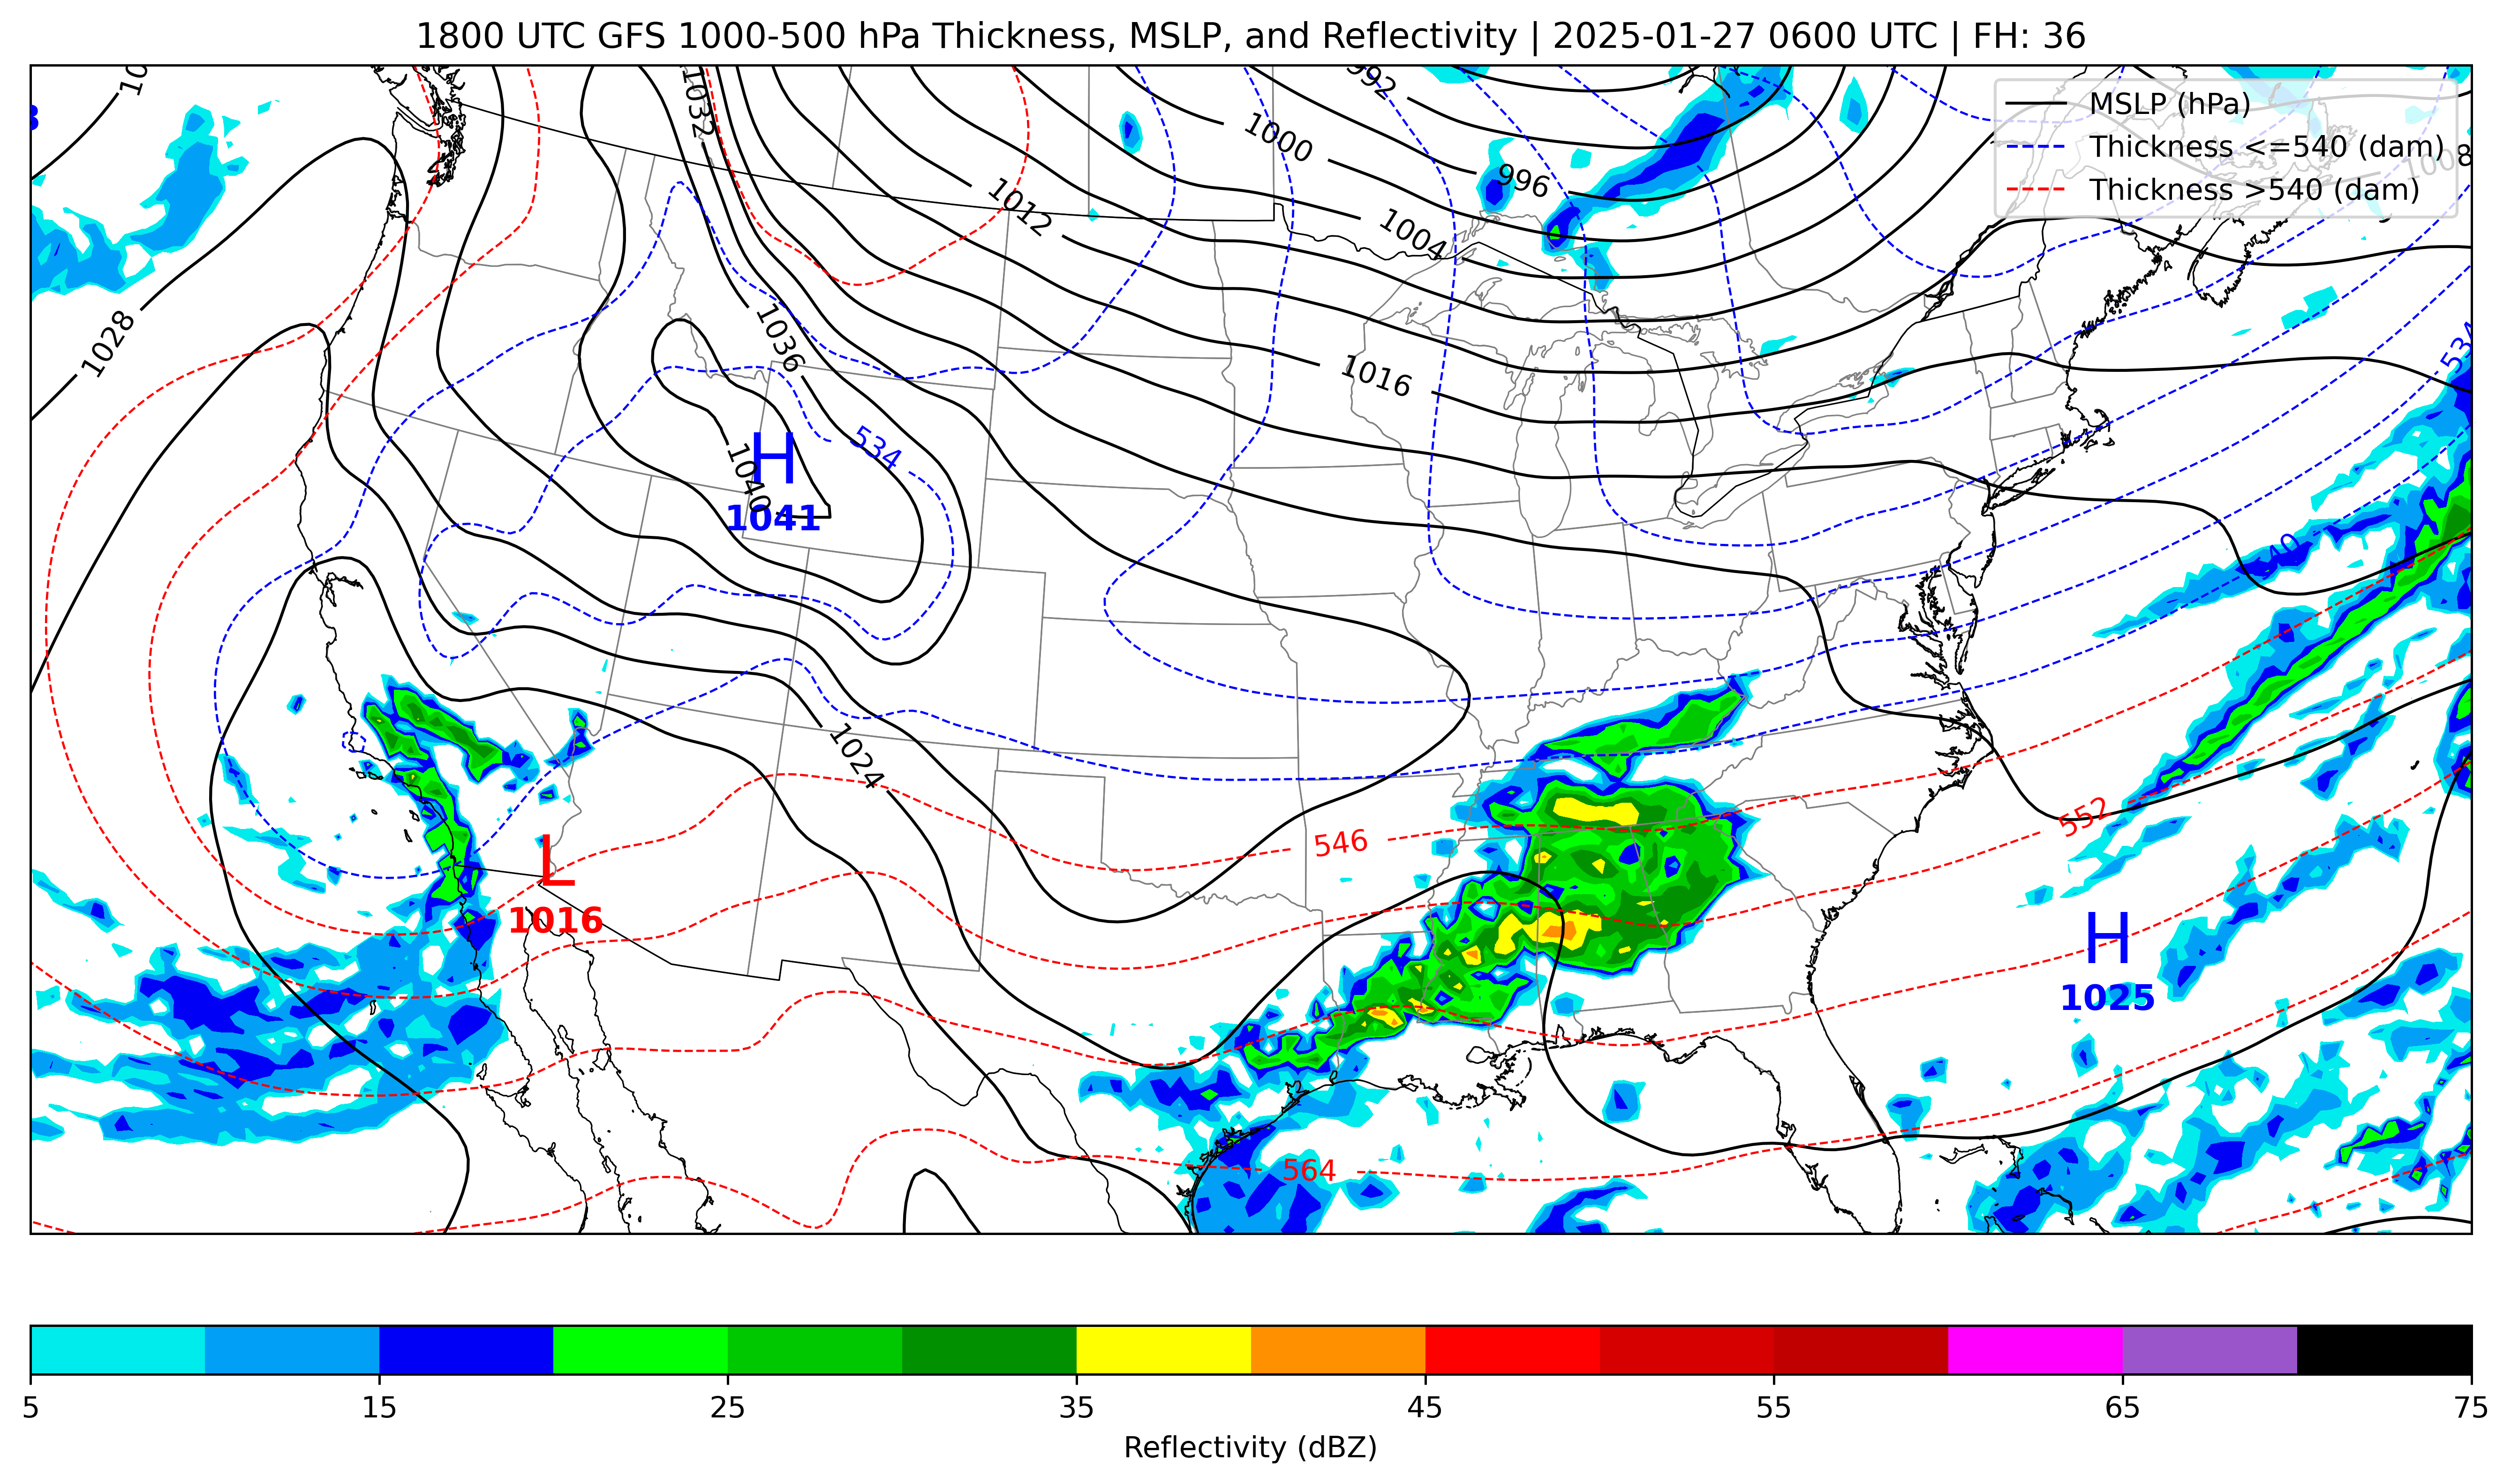 1800 UTC GFS 1000-500 hPa Thickness, MSLP, and Reflectivity | 2025-01-27 0600 UTC | FH: 36
MSLP (hPa)
Thickness <=540 (dam)
Thickness >540 (dam)
1032
992
1000
996
1012
1004
1028
1036
1016
534
534
1040
H
1041
1024
546
552
L
1016
H
1025
564
5 15 25 35 45 55 65 75
Reflectivity (dBZ)